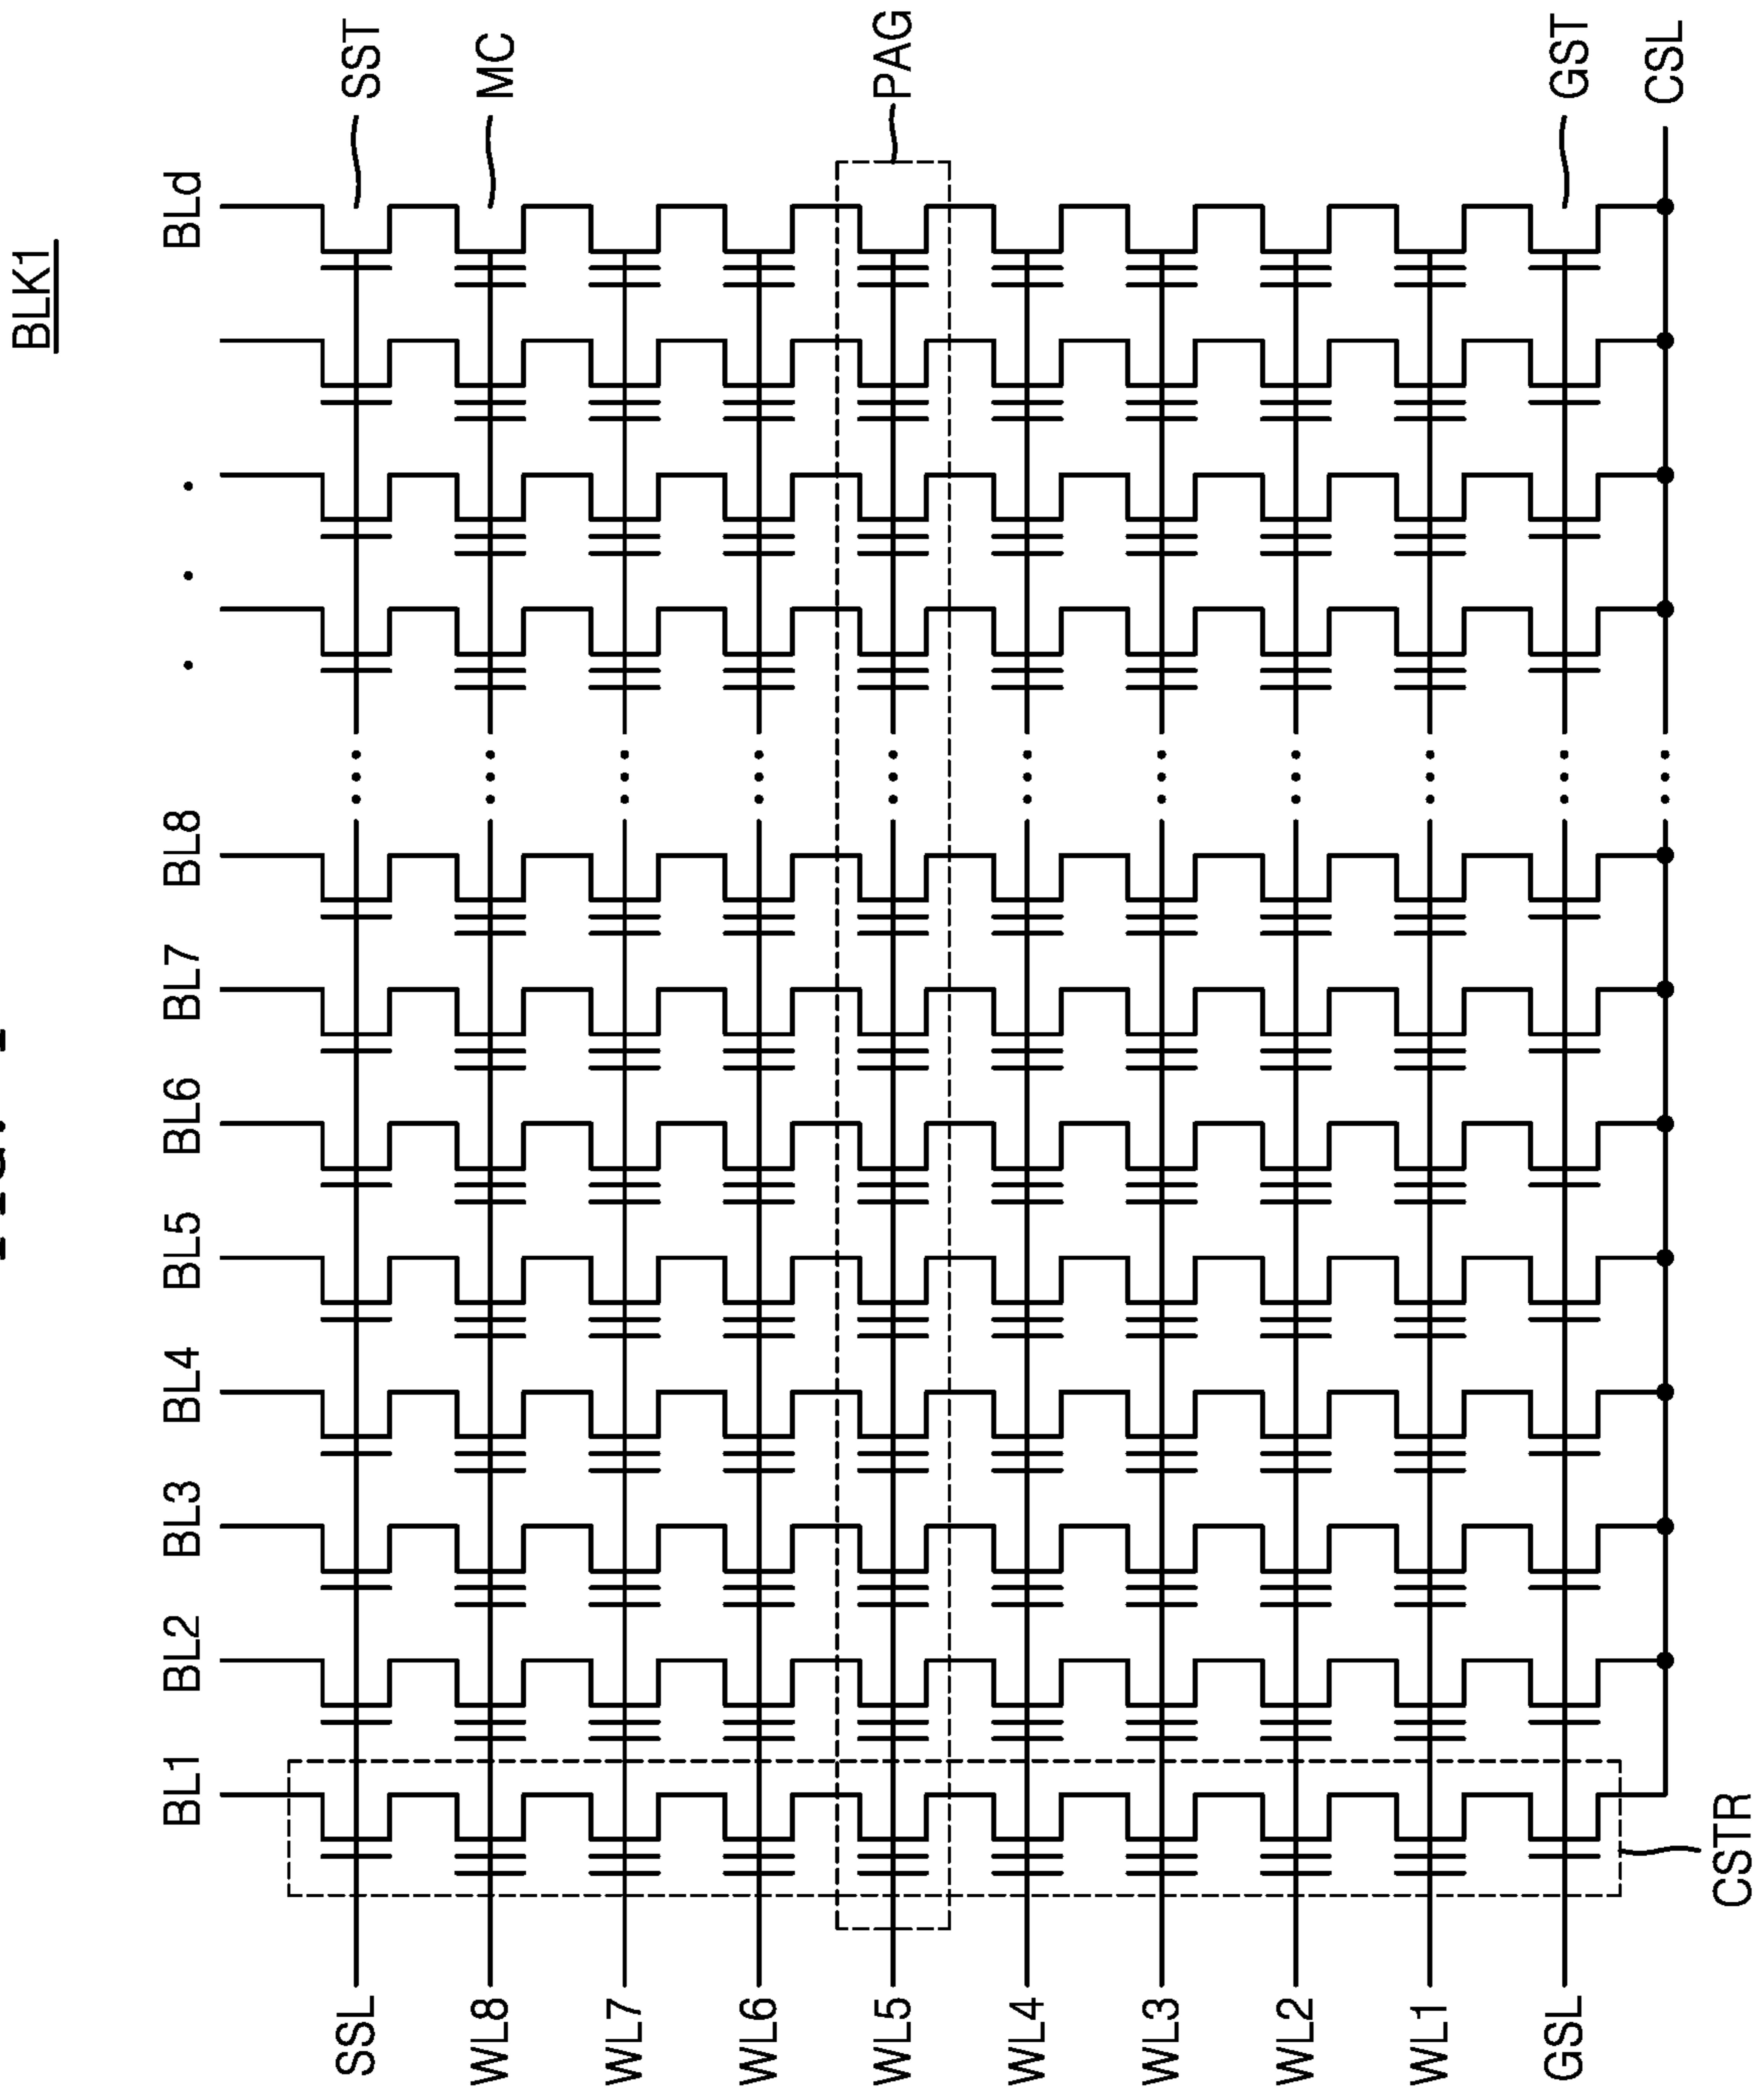 BLK1
BL1 BL2 BL3 BL4 BL5 BL6 BL7 BL8 . . . BLd
SSL
SST
WL8
MC
WL7
WL6
WL5
PAG
WL4
WL3
WL2
WL1
GSL
GST
CSL
CSTR